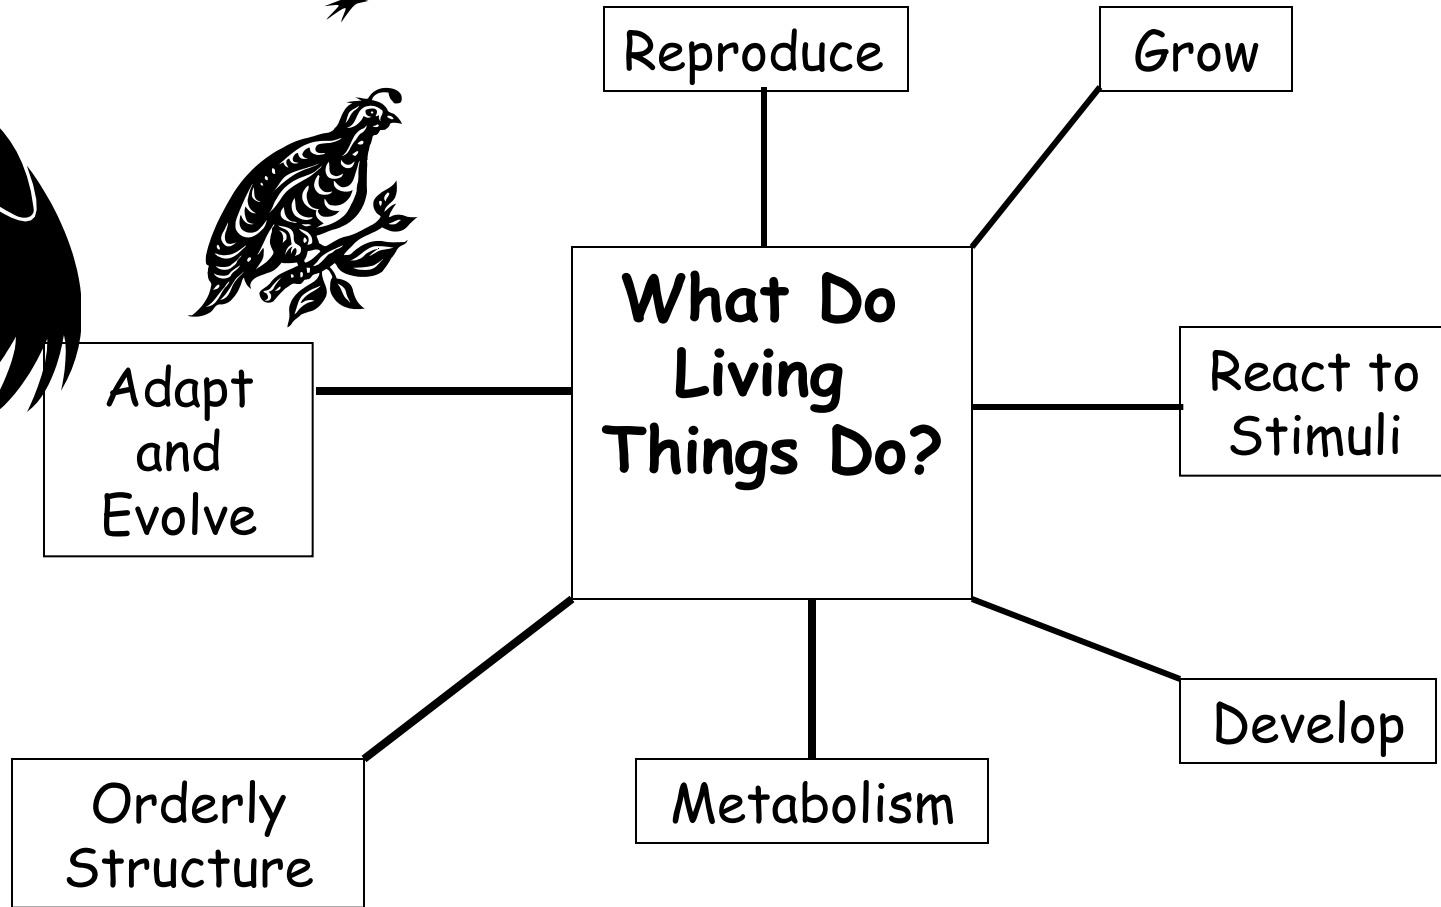 Reproduce
Grow
What Do
Living
Things Do?
Adapt
and
Evolve
React to
Stimuli
Develop
Orderly
Structure
Metabolism